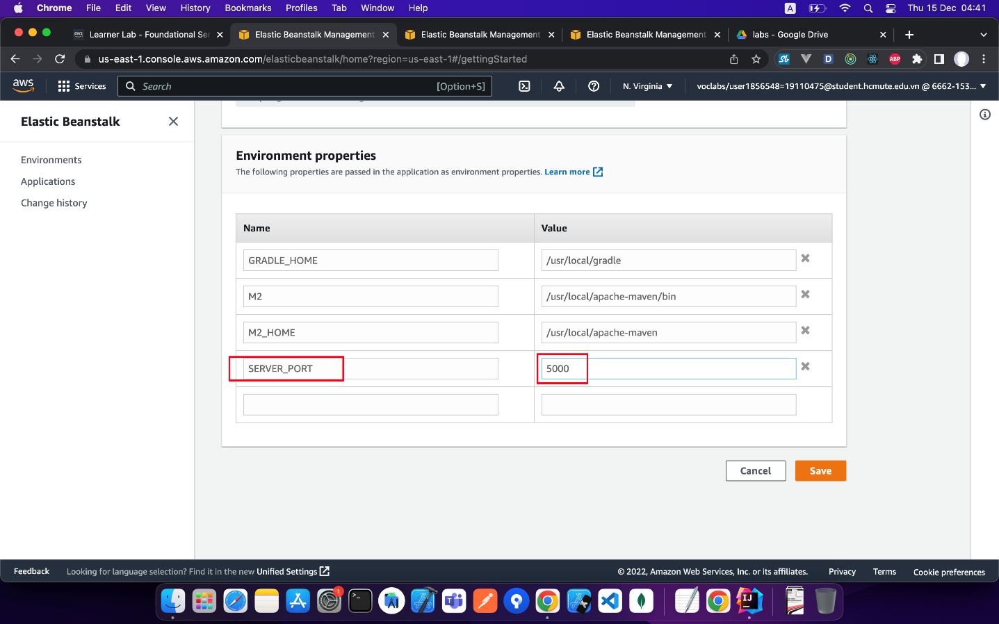 Chrome File Edit View History Bookmarks Profiles Tab Window Help A Thu 15 Dec 04:41
aws Learner Lab - Foundational Ser Elastic Beanstalk Management Elastic Beanstalk Management Elastic Beanstalk Management labs - Google Drive
us-east-1.console.aws.amazon.com/elasticbeanstalk/home?region=us-east-1#/gettingStarted D ABP
aws Services Search [Option+S] N. Virginia voclabs/user1856548=19110475@student.hcmute.edu.vn @ 6662-153...
Elastic Beanstalk
Environments
Applications
Change history
Environment properties
The following properties are passed in the application as environment properties. Learn more
Name Value
GRADLE_HOME /usr/local/gradle
M2 /usr/local/apache-maven/bin
M2_HOME /usr/local/apache-maven
SERVER_PORT 5000
Cancel Save
Feedback Looking for language selection? Find it in the new Unified Settings © 2022, Amazon Web Services, Inc. or its affiliates. Privacy Terms Cookie preferences
1
IJ